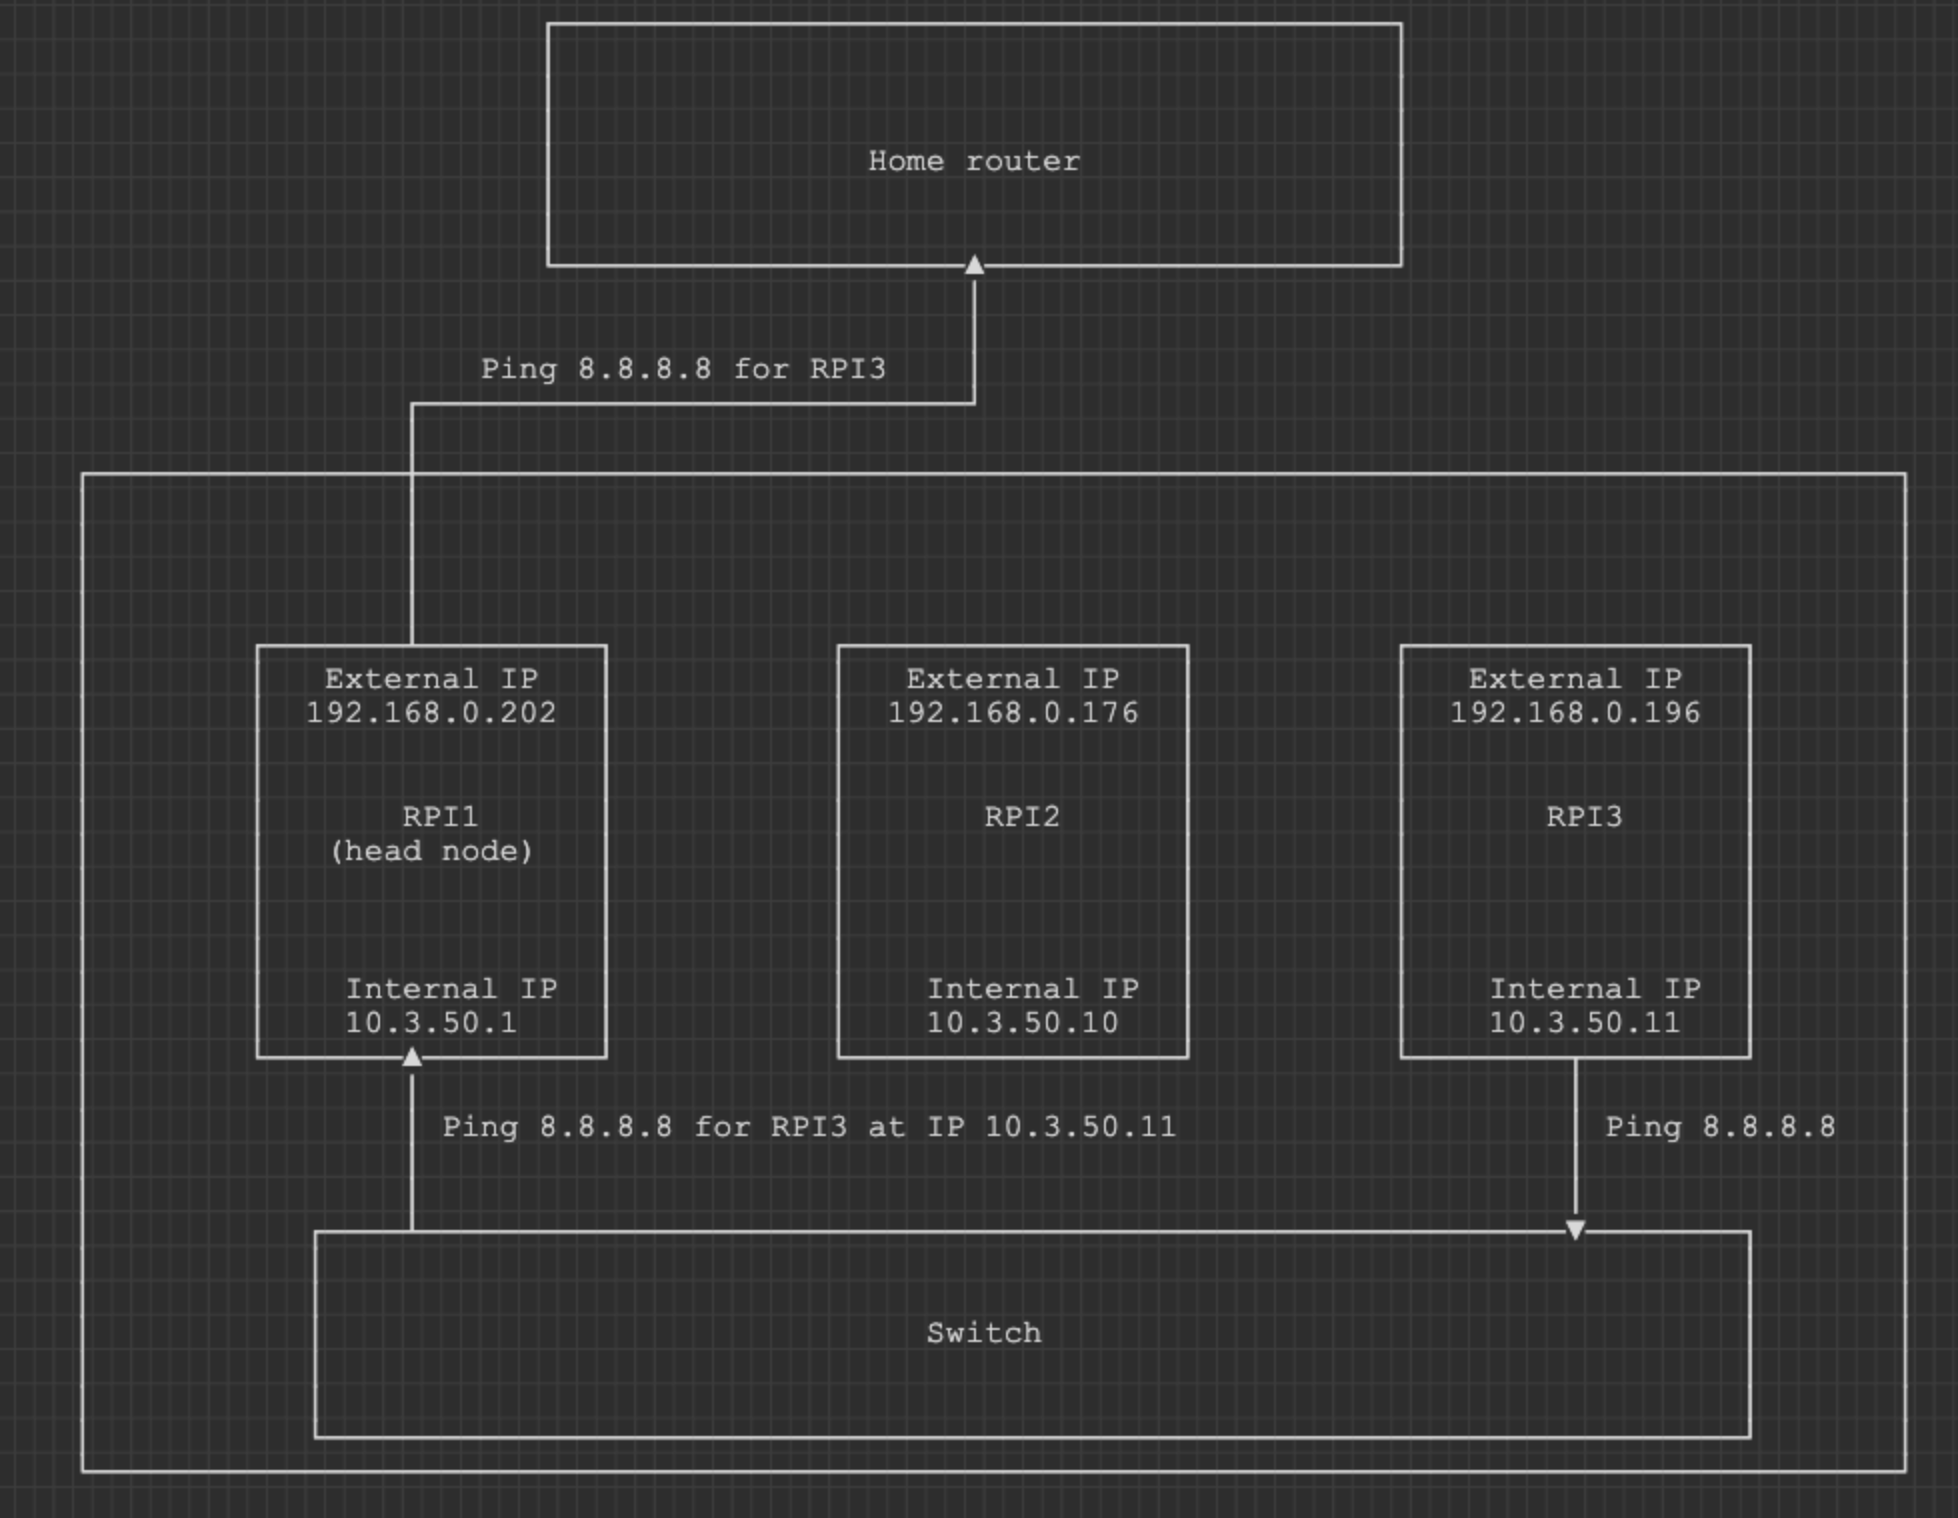 Home router
Ping 8.8.8.8 for RPI3
External IP
192.168.0.202
RPI1
(head node)
Internal IP
10.3.50.1
External IP
192.168.0.176
RPI2
Internal IP
10.3.50.10
External IP
192.168.0.196
RPI3
Internal IP
10.3.50.11
Ping 8.8.8.8 for RPI3 at IP 10.3.50.11
Ping 8.8.8.8
Switch